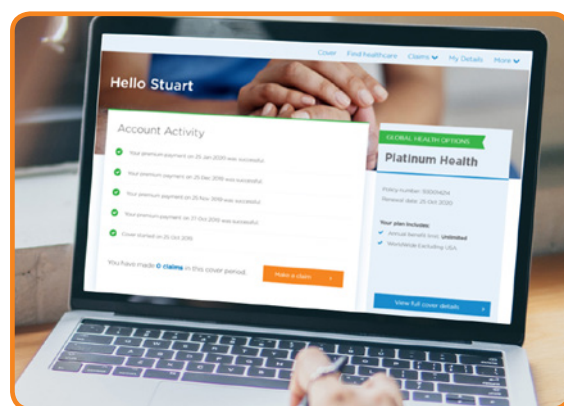 Cover Find healthcare Claims My Details More
Hello Stuart
Account Activity
Your premium payment on 25 Jan 2020 was successful.
Your premium payment on 25 Dec 2019 was successful.
Your premium payment on 25 Nov 2019 was successful.
Your premium payment on 27 Oct 2019 was successful.
Cover started on 25 Oct 2019
You have made 0 claims in this cover period.
Make a claim
GLOBAL HEALTH OPTIONS
Platinum Health
Policy number
Renewal date 25 Oct 2020
Your plan includes:
Annual benefit limit: Unlimited
Worldwide Excluding USA
View full cover details